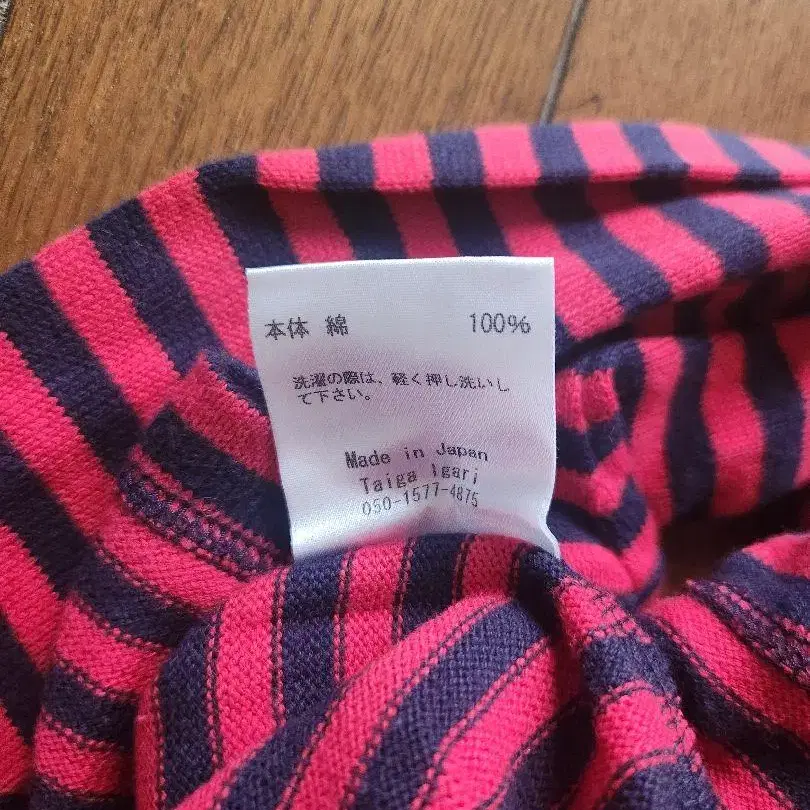 本体 綿 100%
洗濯の際は、軽く押し洗いし
て下さい。
Made in Japan
Taiga Igari
050-1577-4875